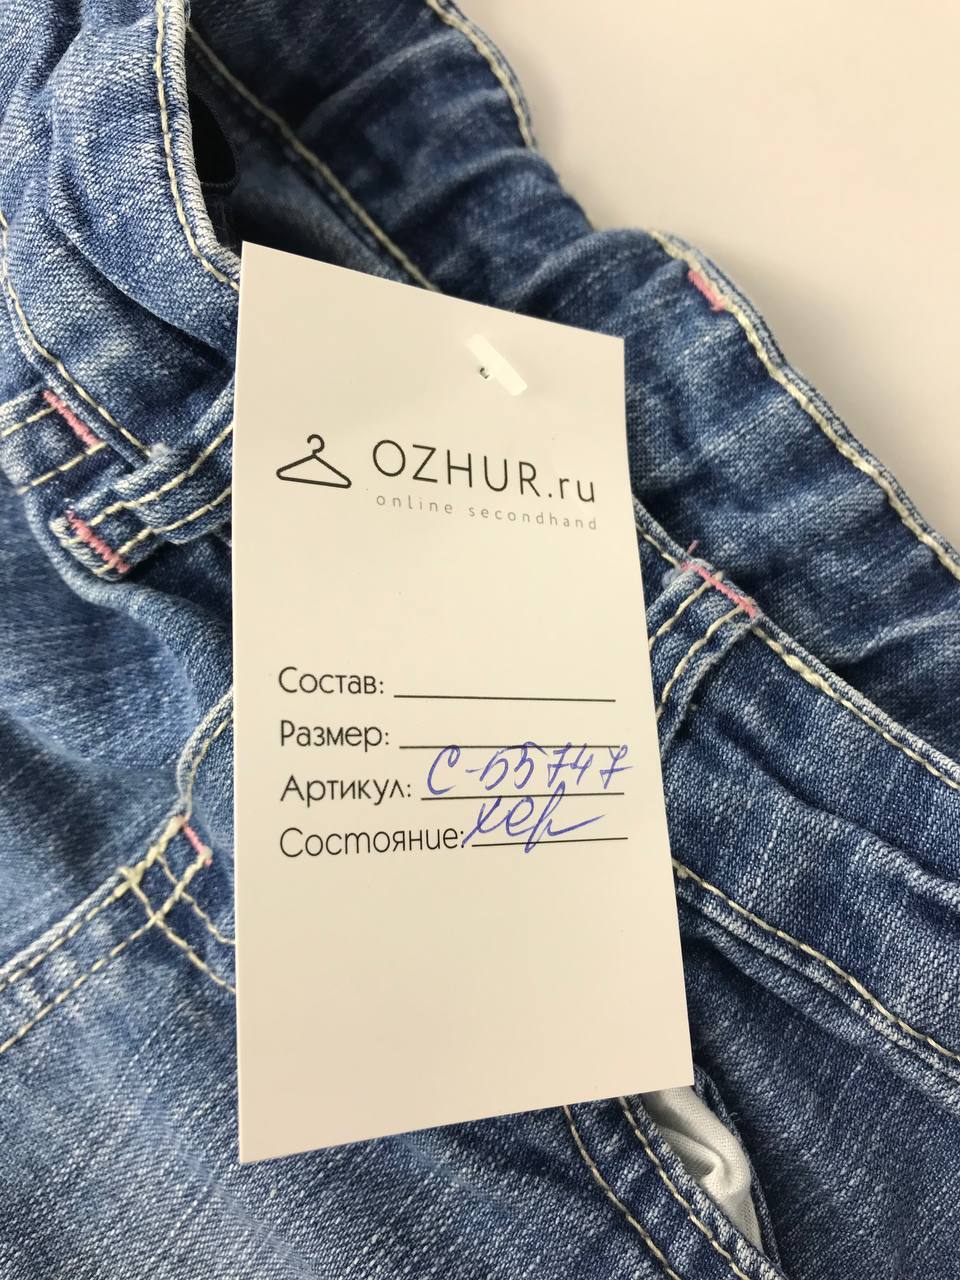 OZHUR.ru
online secondhand
Состав:
Размер:
Артикул: С-55747
Состояние: хор